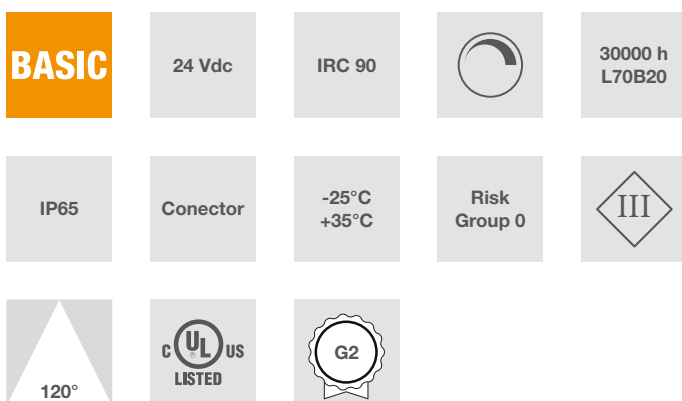 BASIC
24 Vdc
IRC 90
30000 h
L70B20
IP65
Conector
-25°C
+35°C
Risk
Group 0
III
120°
C UL ® US
LISTED
G2